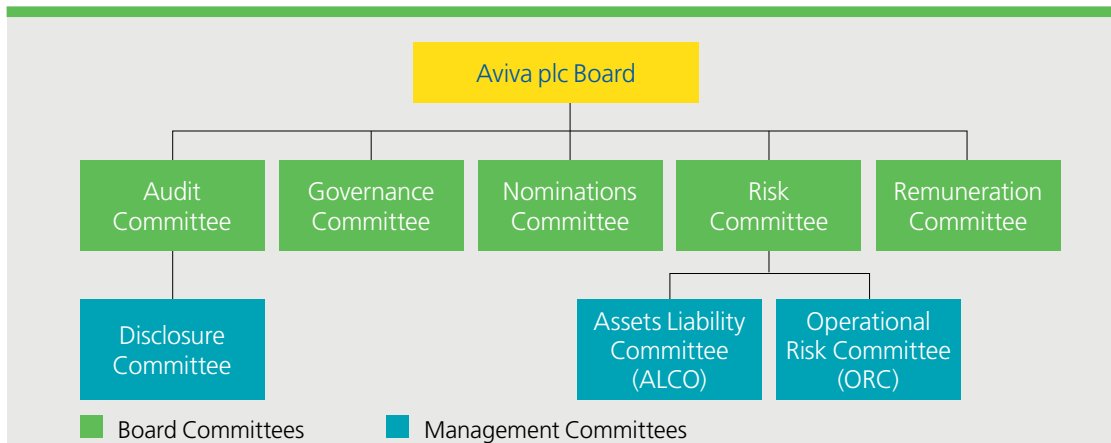 Aviva plc Board
Audit
Committee
Governance
Committee
Nominations
Committee
Risk
Committee
Remuneration
Committee
Disclosure
Committee
Assets Liability
Committee
(ALCO)
Operational
Risk Committee
(ORC)
Board Committees
Management Committees